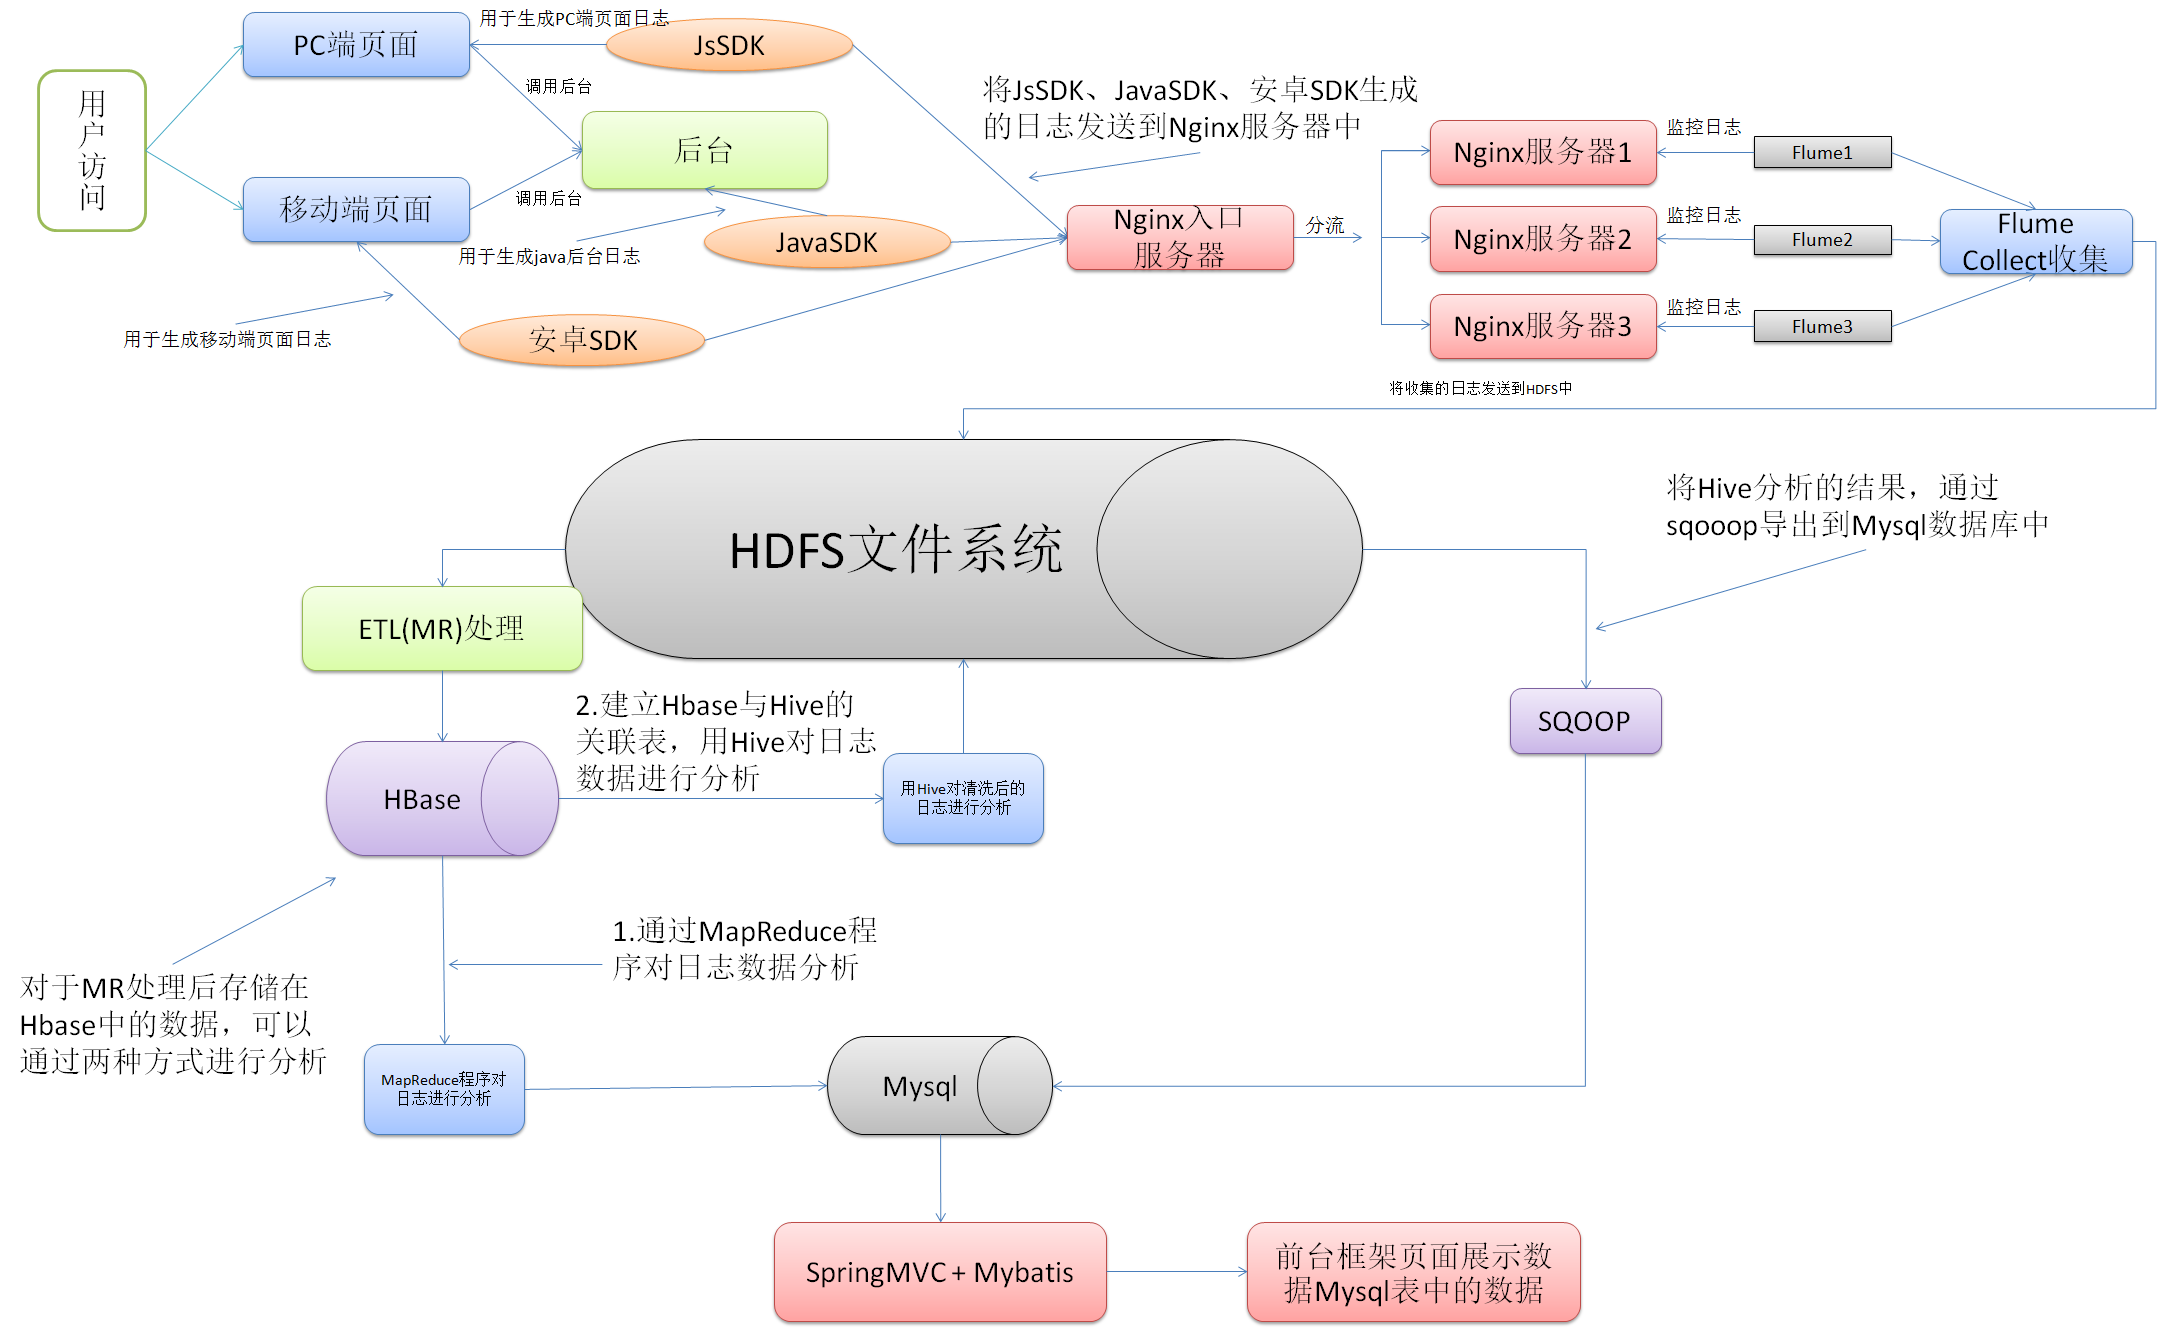 用于生成PC端页面日志
PC端页面
JsSDK
用
户
访
问
调用后台
将JsSDK、JavaSDK、安卓SDK生成
的日志发送到Nginx服务器中
后台
移动端页面
调用后台
JavaSDK
用于生成java后台日志
用于生成移动端页面日志
安卓SDK
Nginx入口
服务器
分流
Nginx服务器1
监控日志
Flume1
Nginx服务器2
监控日志
Flume2
Nginx服务器3
监控日志
Flume3
Flume
Collect收集
将收集的日志发送到HDFS中
HDFS文件系统
将Hive分析的结果，通过
sqooop导出到Mysql数据库中
ETL(MR)处理
SQOOP
2.建立Hbase与Hive的
关联表，用Hive对日志
数据进行分析
HBase
用Hive对清洗后的
日志进行分析
1.通过MapReduce程
序对日志数据分析
对于MR处理后存储在
Hbase中的数据，可以
通过两种方式进行分析
MapReduce程序对
日志进行分析
Mysql
SpringMVC + Mybatis
前台框架页面展示数
据Mysql表中的数据